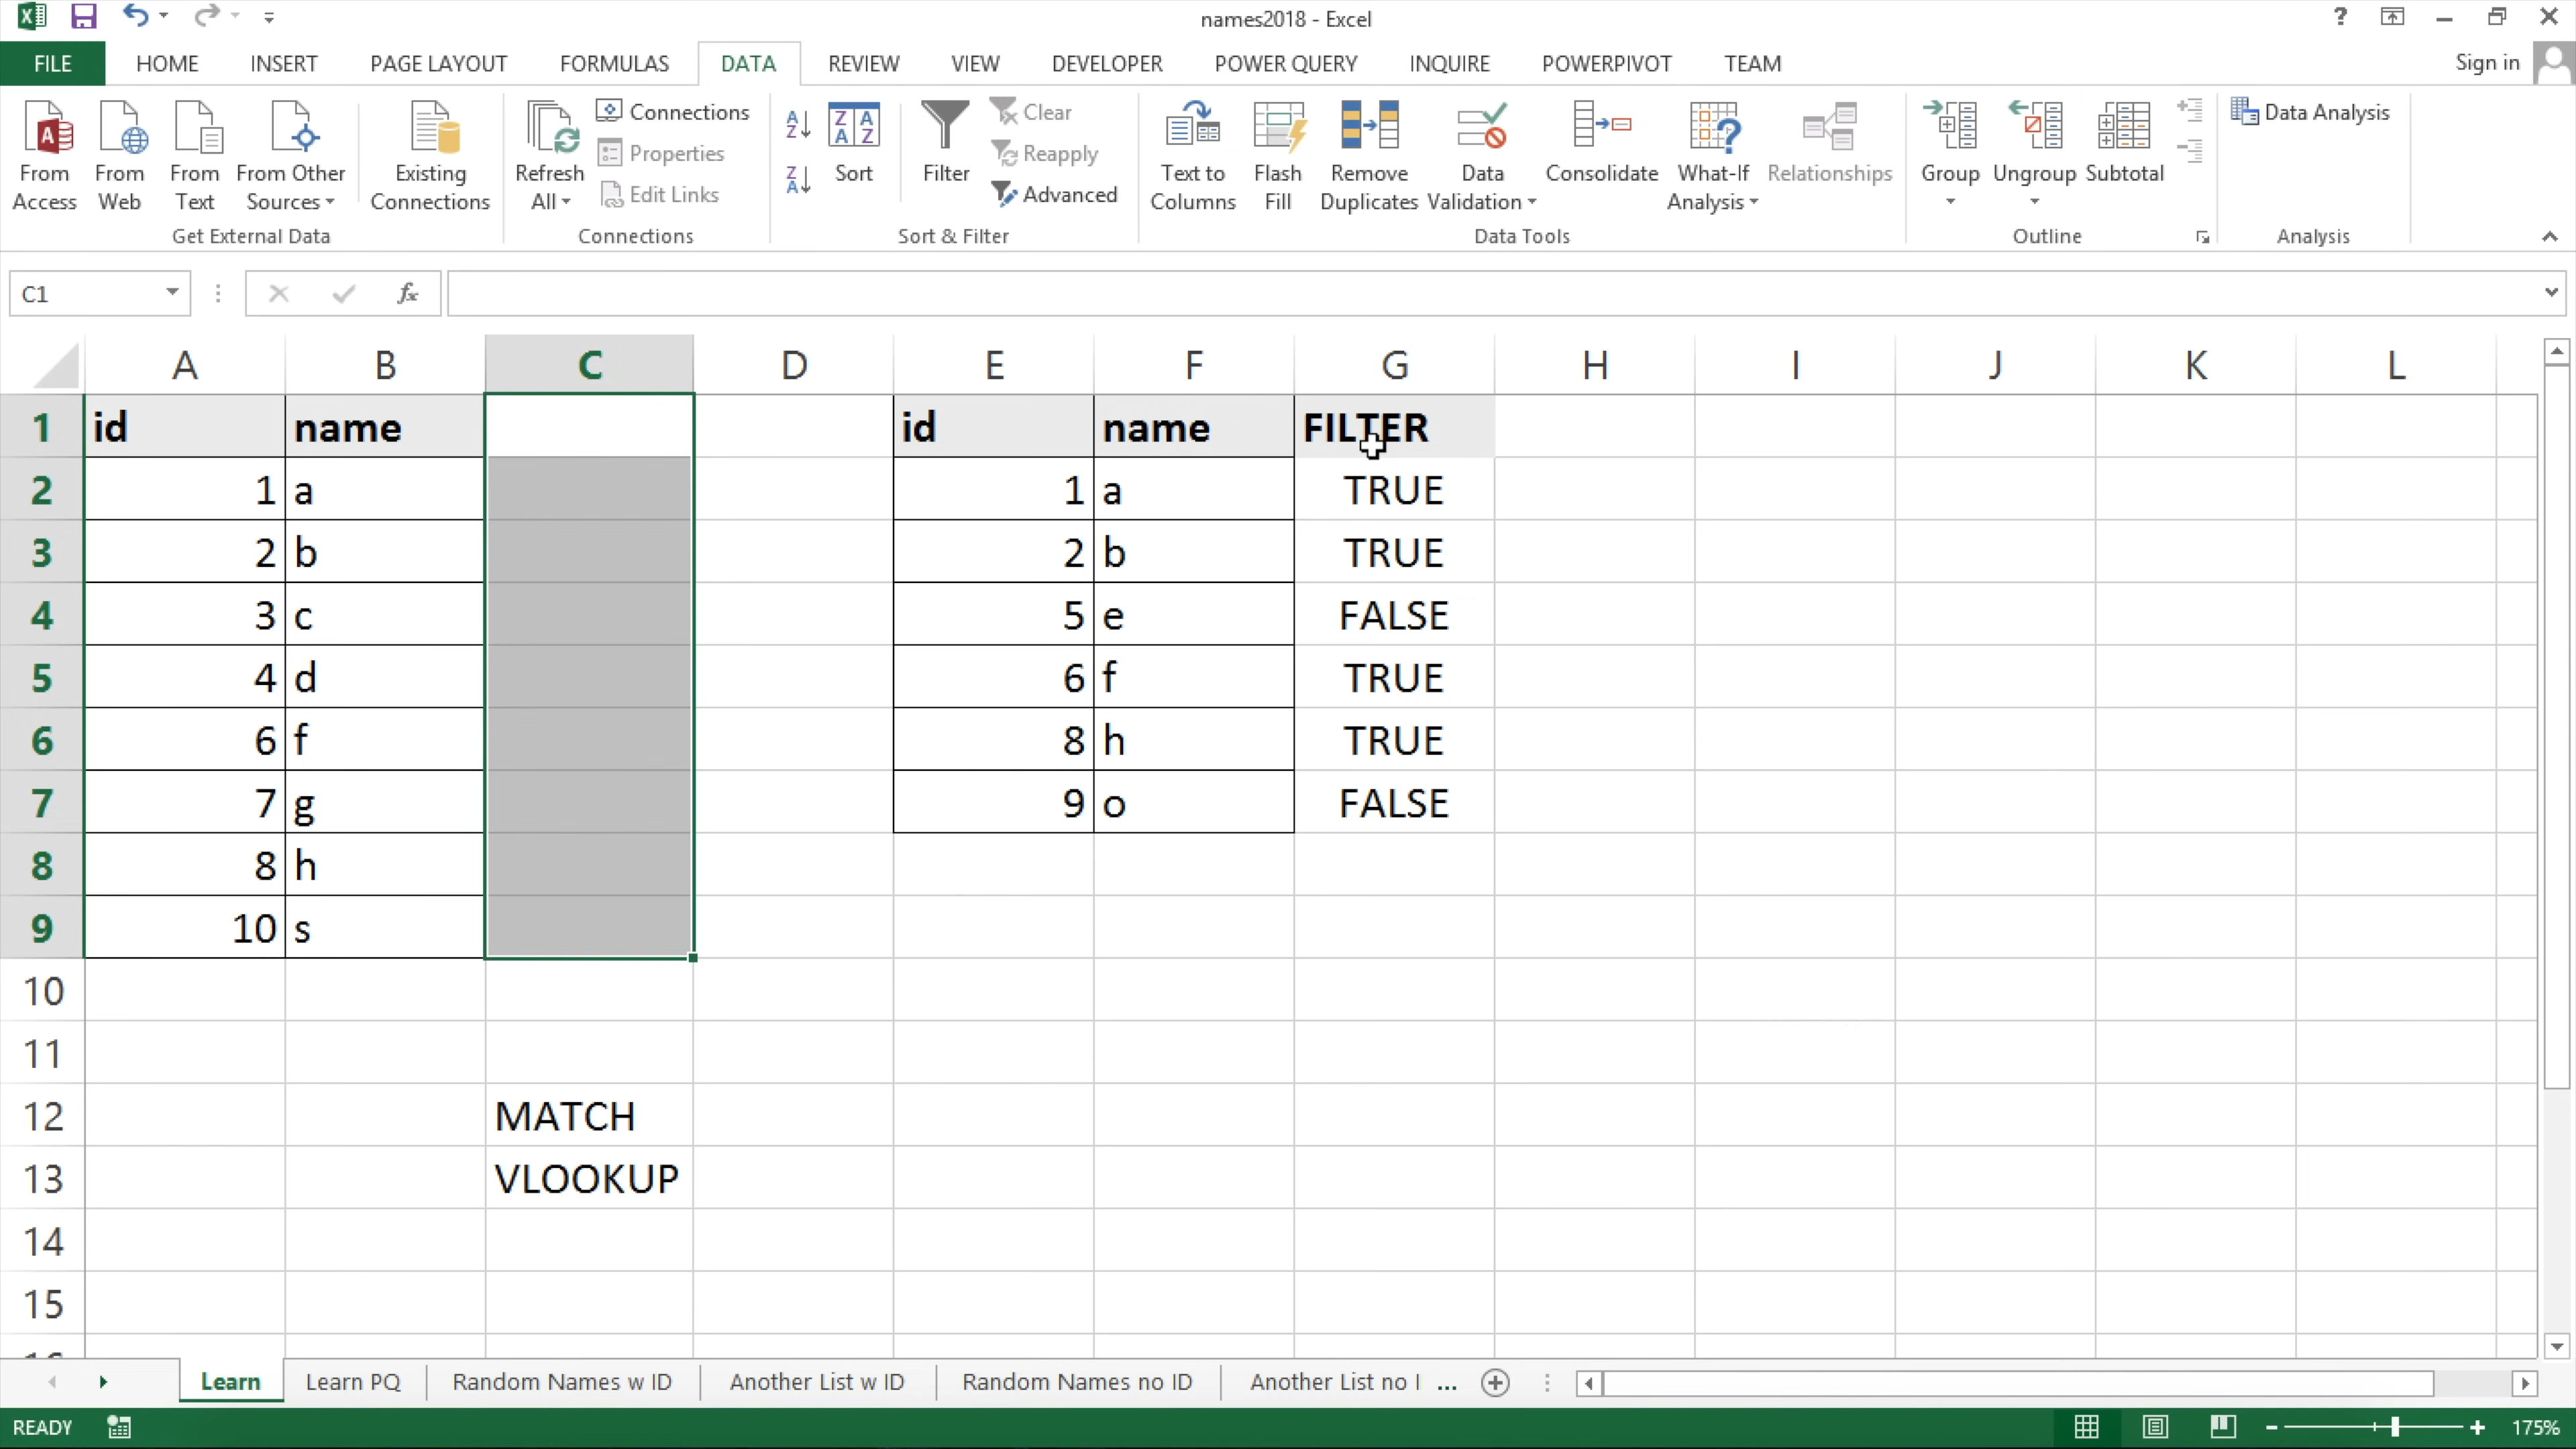 names2018 - Excel
FILE HOME INSERT PAGE LAYOUT FORMULAS DATA REVIEW VIEW DEVELOPER POWER QUERY INQUIRE POWERPIVOT TEAM Sign in
From Access
From Web
From Text
From Other Sources
Existing Connections
Get External Data
Refresh All
Connections
Properties
Edit Links
Connections
Sort
Filter
Clear
Reapply
Advanced
Sort & Filter
Text to Columns
Flash Fill
Remove Duplicates
Data Validation
Consolidate
What-If Analysis
Relationships
Data Tools
Group
Ungroup
Subtotal
Outline
Data Analysis
Analysis
C1 fx
A B C D E F G H I J K L
1 id name id name FILTER
2 1 a 1 a TRUE
3 2 b 2 b TRUE
4 3 c 5 e FALSE
5 4 d 6 f TRUE
6 6 f 8 h TRUE
7 7 g 9 o FALSE
8 8 h
9 10 s
10
11
12 MATCH
13 VLOOKUP
14
15
Learn Learn PQ Random Names w ID Another List w ID Random Names no ID Another List no I ...
READY 175%